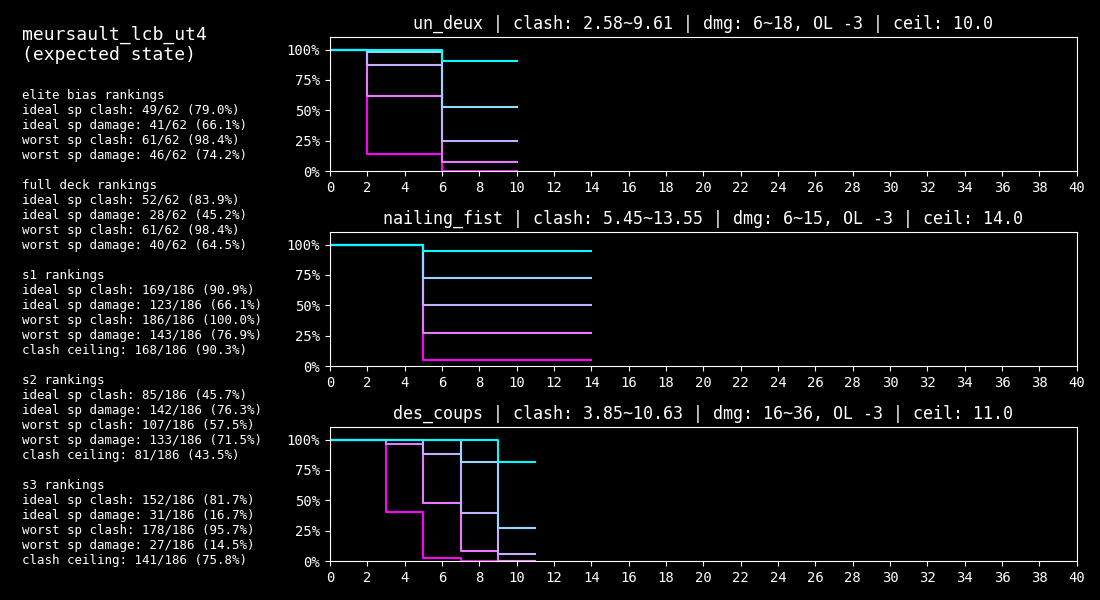 meursault_lcb_ut4
(expected state)
elite bias rankings
ideal sp clash: 49/62 (79.0%)
ideal sp damage: 41/62 (66.1%)
worst sp clash: 61/62 (98.4%)
worst sp damage: 46/62 (74.2%)
full deck rankings
ideal sp clash: 52/62 (83.9%)
ideal sp damage: 28/62 (45.2%)
worst sp clash: 61/62 (98.4%)
worst sp damage: 40/62 (64.5%)
s1 rankings
ideal sp clash: 169/186 (90.9%)
ideal sp damage: 123/186 (66.1%)
worst sp clash: 186/186 (100.0%)
worst sp damage: 143/186 (76.9%)
clash ceiling: 168/186 (90.3%)
s2 rankings
ideal sp clash: 85/186 (45.7%)
ideal sp damage: 142/186 (76.3%)
worst sp clash: 107/186 (57.5%)
worst sp damage: 133/186 (71.5%)
clash ceiling: 81/186 (43.5%)
s3 rankings
ideal sp clash: 152/186 (81.7%)
ideal sp damage: 31/186 (16.7%)
worst sp clash: 178/186 (95.7%)
worst sp damage: 27/186 (14.5%)
clash ceiling: 141/186 (75.8%)
un_deux | clash: 2.58~9.61 | dmg: 6~18, OL -3 | ceil: 10.0
100%
75%
50%
25%
0%
0 2 4 6 8 10 12 14 16 18 20 22 24 26 28 30 32 34 36 38 40
nailing_fist | clash: 5.45~13.55 | dmg: 6~15, OL -3 | ceil: 14.0
100%
75%
50%
25%
0%
0 2 4 6 8 10 12 14 16 18 20 22 24 26 28 30 32 34 36 38 40
des_coups | clash: 3.85~10.63 | dmg: 16~36, OL -3 | ceil: 11.0
100%
75%
50%
25%
0%
0 2 4 6 8 10 12 14 16 18 20 22 24 26 28 30 32 34 36 38 40